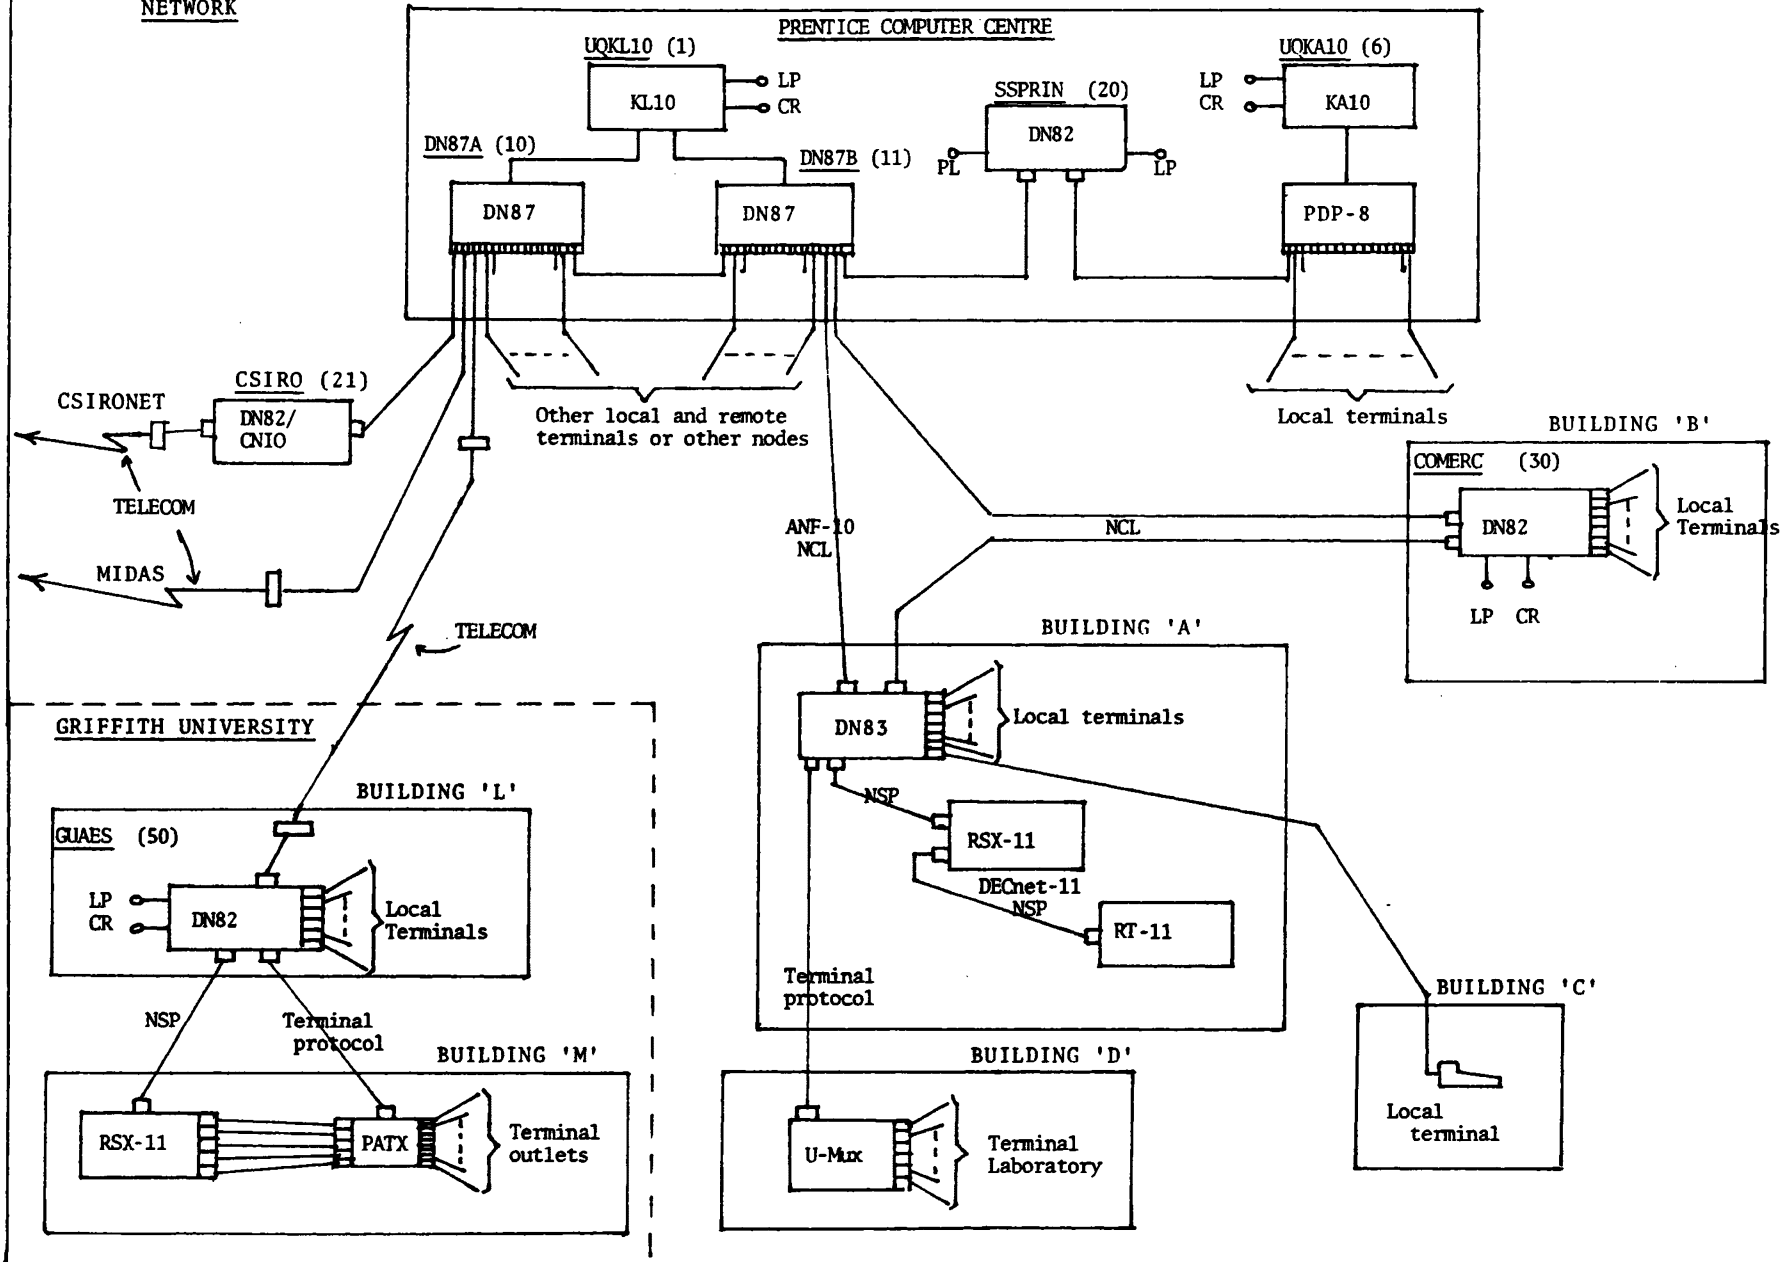 NETWORK
PRENTICE COMPUTER CENTRE
UQKL10 (1)
KL10
LP
CR
UQKA10 (6)
LP
CR
KA10
SSPRIN (20)
DN82
PL
LP
DN87A (10)
DN87
DN87B (11)
DN87
PDP-8
CSIRO (21)
DN82/
CNIO
CSIRONET
TELECOM
MIDAS
Other local and remote
terminals or other nodes
Local terminals
BUILDING 'B'
COMERC (30)
DN82
Local
Terminals
LP
CR
ANF-10
NCL
NCL
TELECOM
BUILDING 'A'
DN83
Local terminals
NSP
RSX-11
DECnet-11
NSP
RT-11
Terminal
protocol
GRIFFITH UNIVERSITY
BUILDING 'L'
GUAES (50)
LP
CR
DN82
Local
Terminals
NSP
Terminal
protocol
BUILDING 'M'
RSX-11
PATX
Terminal
outlets
BUILDING 'D'
U-Mux
Terminal
Laboratory
BUILDING 'C'
Local
terminal